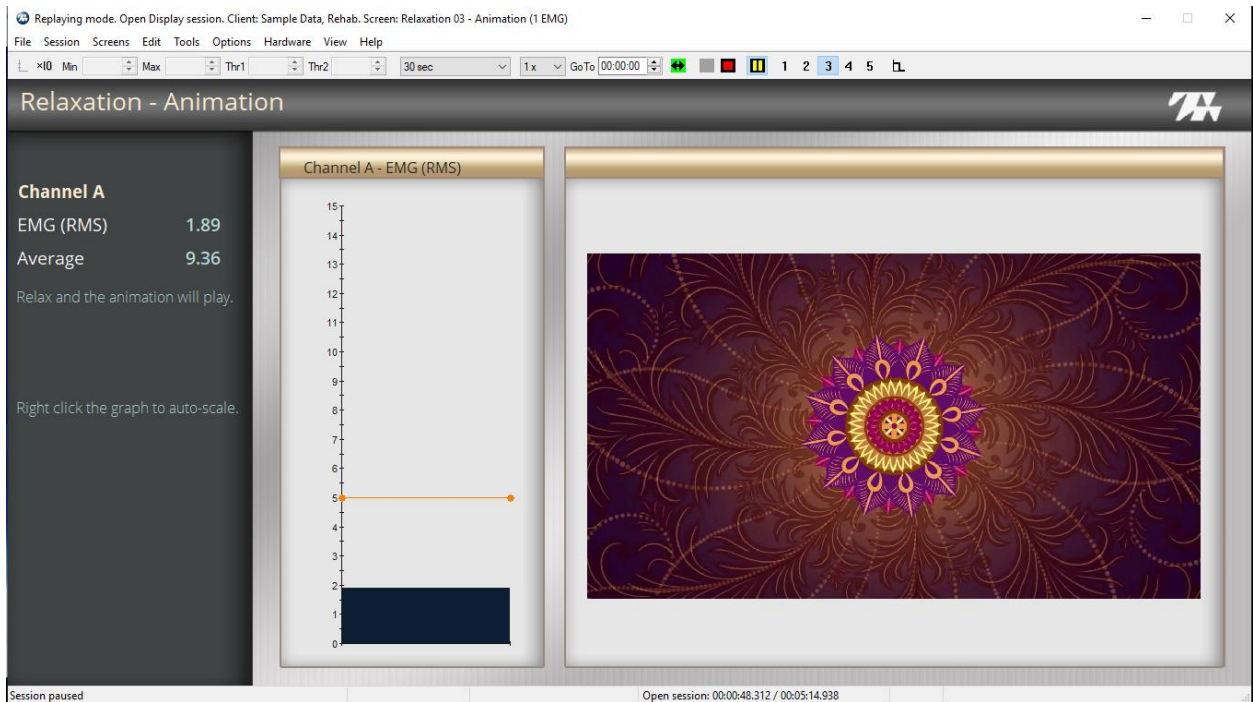 Replaying mode. Open Display session. Client: Sample Data, Rehab. Screen: Relaxation 03 - Animation (1 EMG)
File Session Screens Edit Tools Options Hardware View Help
×10 Min Max Thr1 Thr2 30 sec 1 x GoTo 00:00:00 1 2 3 4 5
Relaxation - Animation
Channel A
EMG (RMS) 1.89
Average 9.36
Relax and the animation will play.
Right click the graph to auto-scale.
Channel A - EMG (RMS)
15
14
13
12
11
10
9
8
7
6
5
4
3
2
1
0
Session paused
Open session: 00:00:48.312 / 00:05:14.938